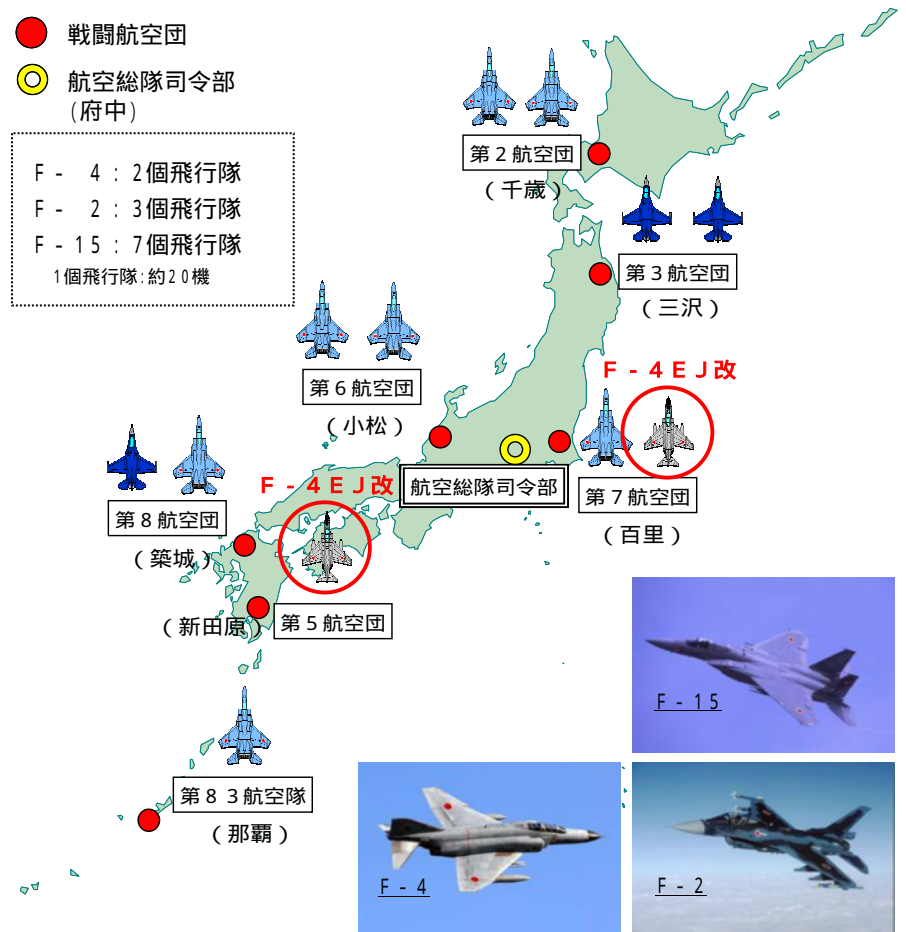 戦闘航空団
航空総隊司令部
(府中)
F - 4 : 2個飛行隊
F - 2 : 3個飛行隊
F - 15 : 7個飛行隊
1個飛行隊:約20機
第2航空団
(千歳)
第3航空団
(三沢)
第6航空団
(小松)
F-4EJ改
航空総隊司令部
第7航空団
(百里)
F-4EJ改
第8航空団
(築城)
(新田原)
第5航空団
第83航空隊
(那覇)
F - 15
F - 4
F - 2